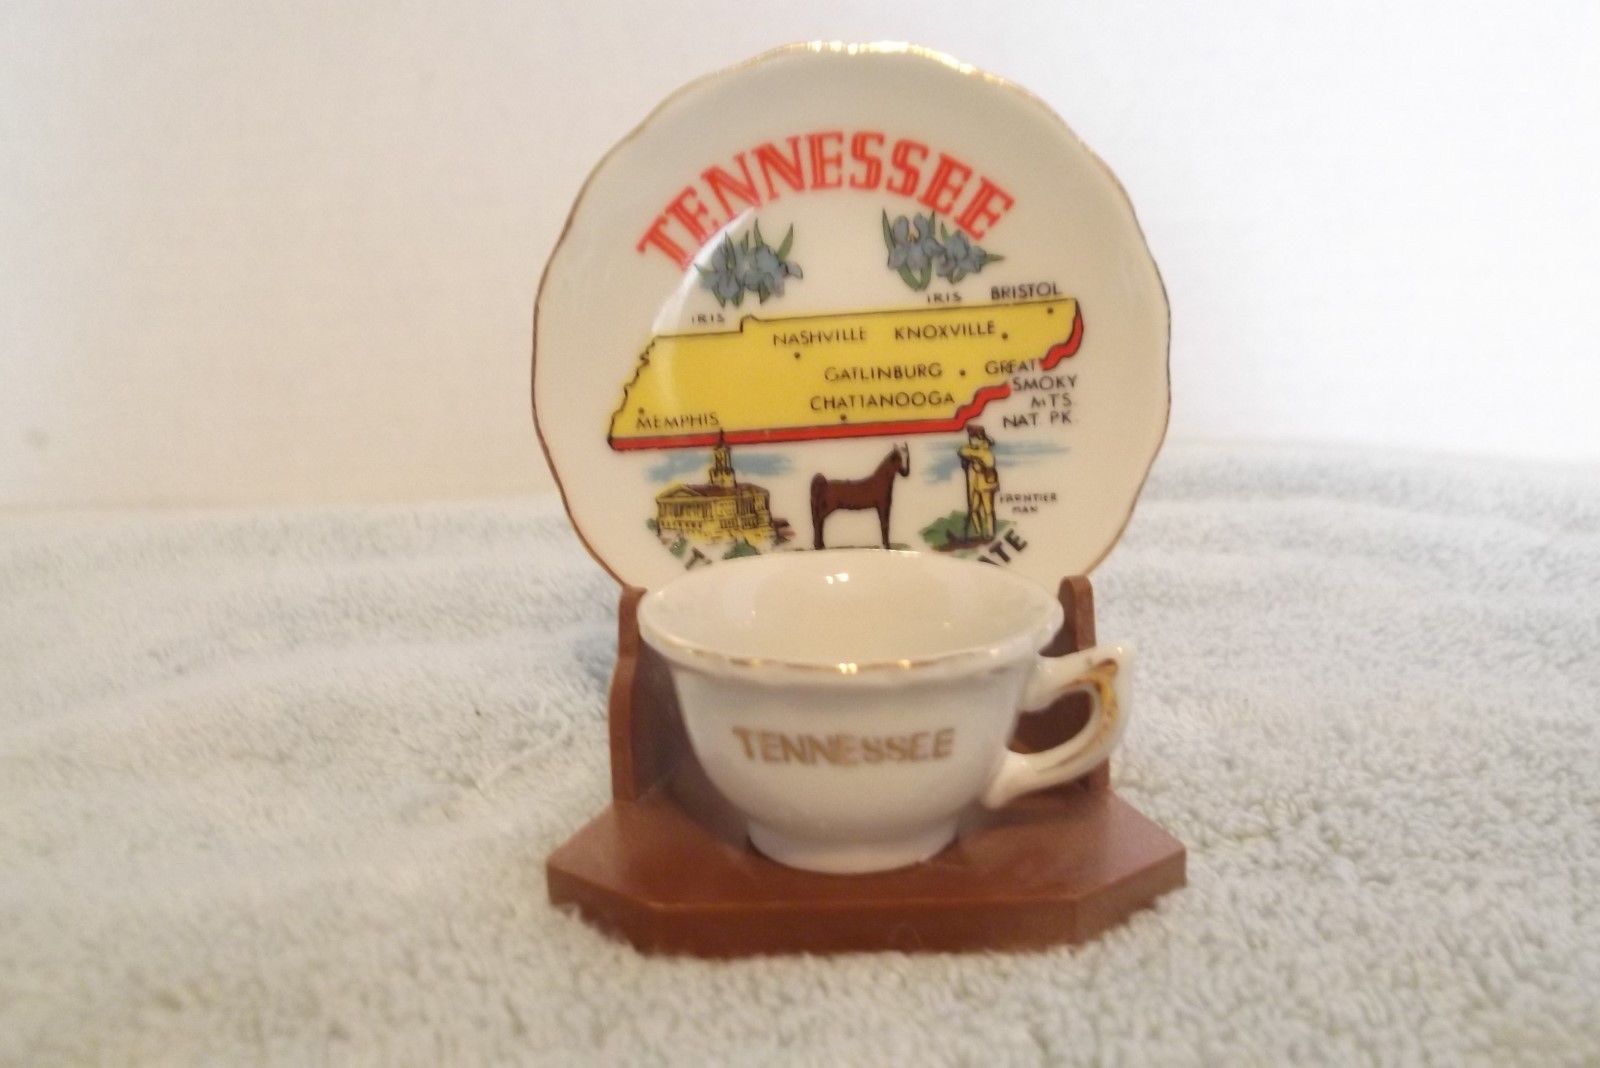 TENNESSEE
IRIS
IRIS
BRISTOL
NASHVILLE
KNOXVILLE
GATLINBURG
GREAT
SMOKY
MTS.
NAT. PK.
CHATTANOOGA
MEMPHIS
FRONTIER
MAN
TENNESSEE